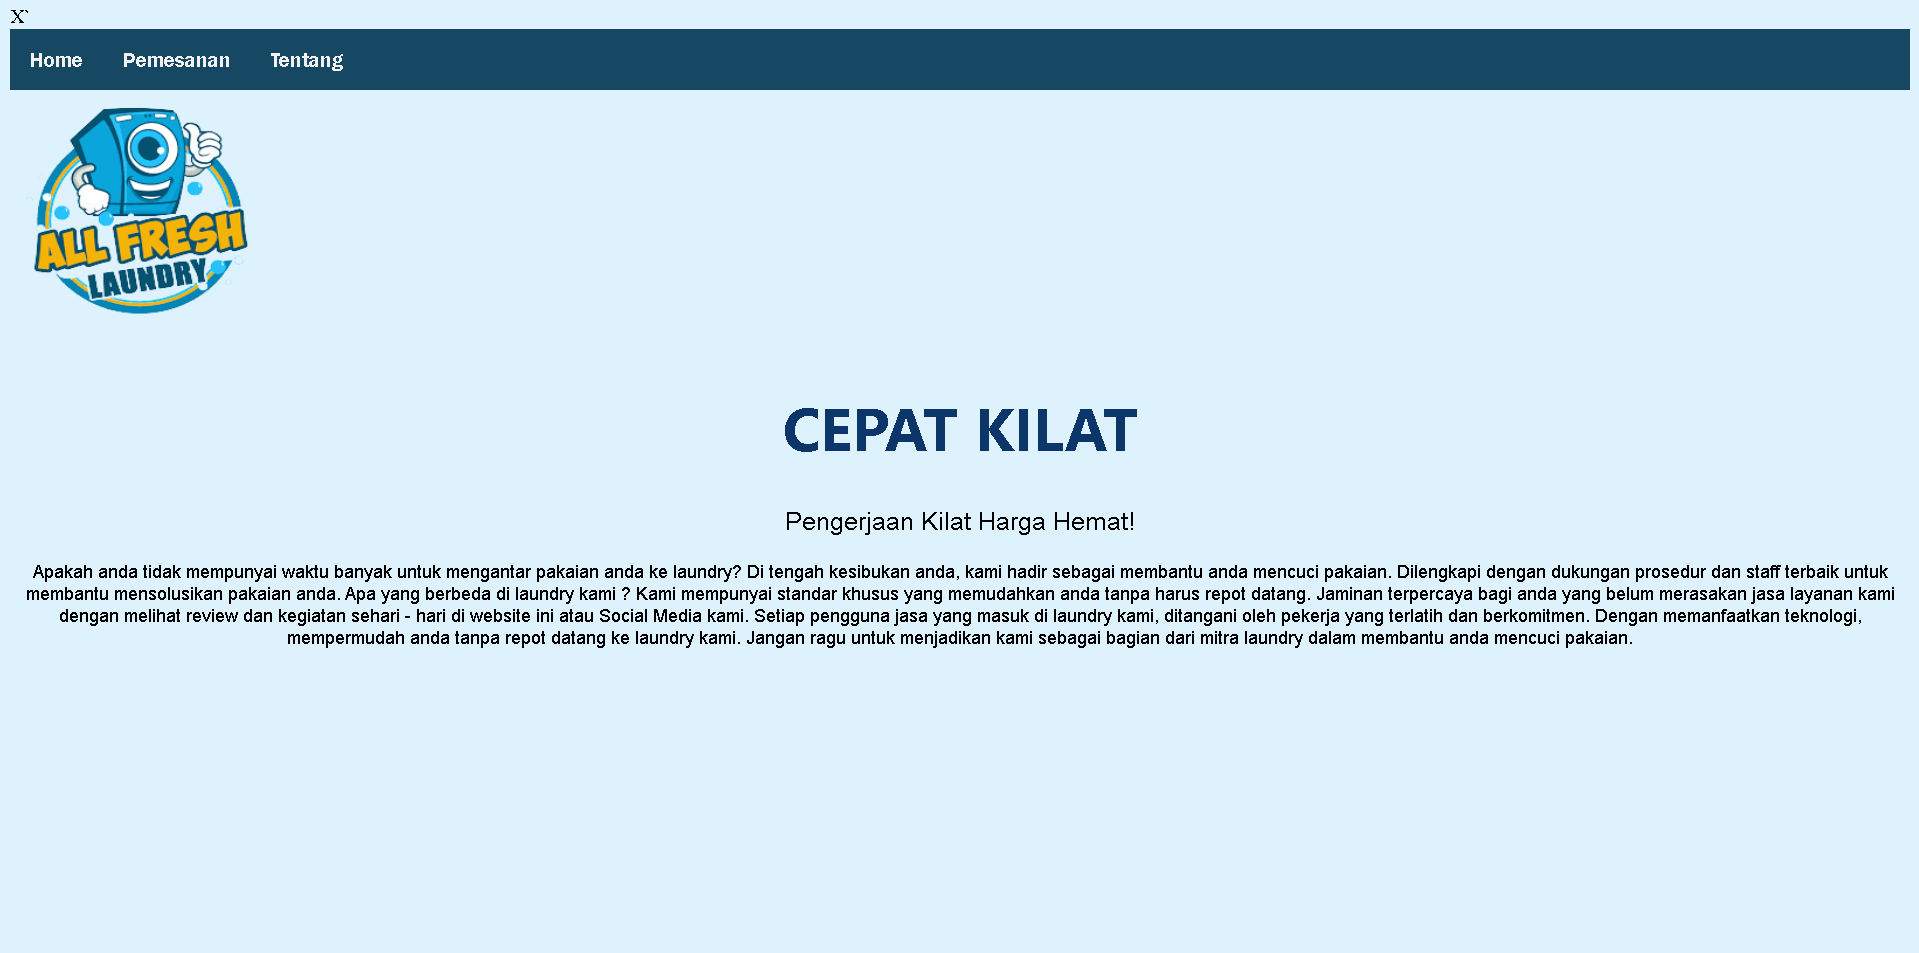 X`
Home Pemesanan Tentang
ALL FRESH
LAUNDRY
CEPAT KILAT
Pengerjaan Kilat Harga Hemat!
Apakah anda tidak mempunyai waktu banyak untuk mengantar pakaian anda ke laundry? Di tengah kesibukan anda, kami hadir sebagai membantu anda mencuci pakaian. Dilengkapi dengan dukungan prosedur dan staff terbaik untuk
membantu mensolusikan pakaian anda. Apa yang berbeda di laundry kami ? Kami mempunyai standar khusus yang memudahkan anda tanpa harus repot datang. Jaminan terpercaya bagi anda yang belum merasakan jasa layanan kami
dengan melihat review dan kegiatan sehari - hari di website ini atau Social Media kami. Setiap pengguna jasa yang masuk di laundry kami, ditangani oleh pekerja yang terlatih dan berkomitmen. Dengan memanfaatkan teknologi,
mempermudah anda tanpa repot datang ke laundry kami. Jangan ragu untuk menjadikan kami sebagai bagian dari mitra laundry dalam membantu anda mencuci pakaian.